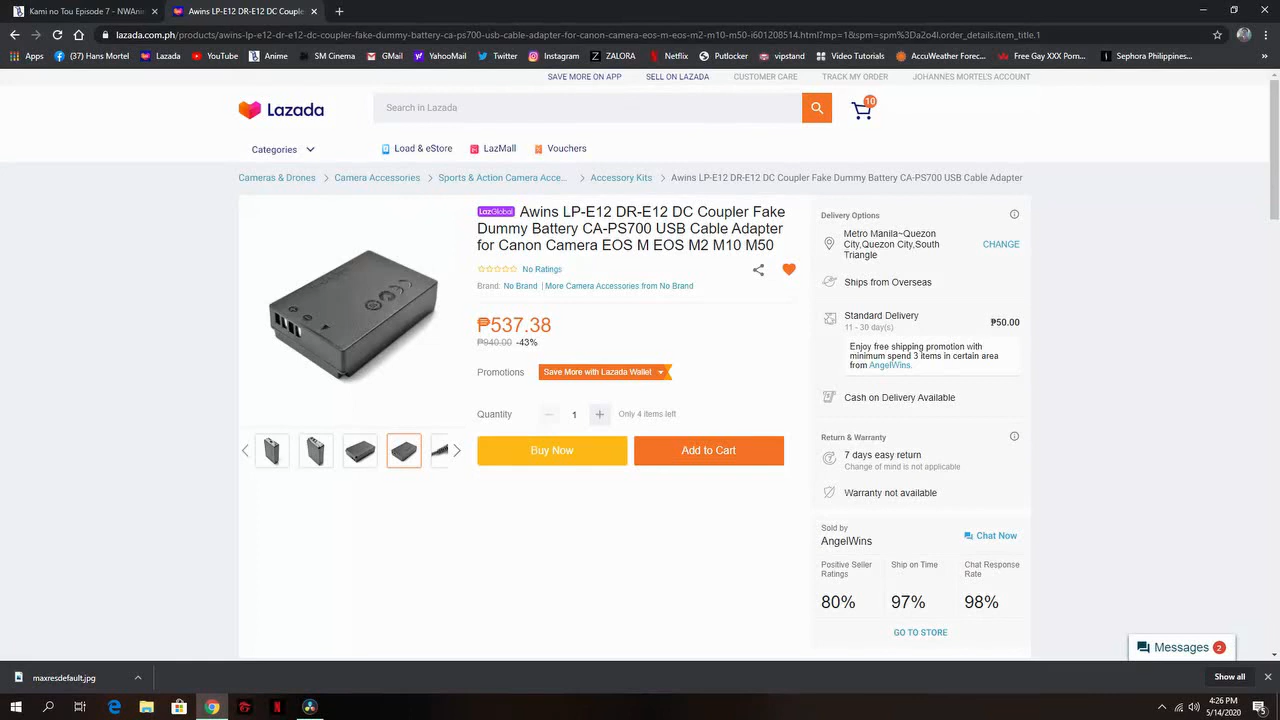 Kami no Tou Episode 7 - NWAnim
awins lp-e12 dr-e12 dc coupler f
lazada.com.ph/products/awins-lp-e12-dr-e12-dc-coupler-fake-dummy-battery-ca-ps700-usb-cable-adapter-for-canon-camera-eos-m-eos-m2-m10-m50-i601208514.html?mp=1&spm=spm%3Da2o4l.order_details.item_title.1
Apps (37) Hans Mortel Lazada YouTube Anime SM Cinema GMail YahooMail Twitter Instagram ZALORA Netflix Putlocker vipstand Video Tutorials AccuWeather Forec... Free Gay XXX Porn... Sephora Philippines... »
SAVE MORE ON APP SELL ON LAZADA CUSTOMER CARE TRACK MY ORDER JOHANNES MORTEL'S ACCOUNT
Lazada
Search in Lazada
10
Categories Load & eStore LazMall Vouchers
Cameras & Drones > Camera Accessories > Sports & Action Camera Acce... > Accessory Kits > Awins LP-E12 DR-E12 DC Coupler Fake Dummy Battery CA-PS700 USB Cable Adapter
LazGlobal Awins LP-E12 DR-E12 DC Coupler Fake
Dummy Battery CA-PS700 USB Cable Adapter
for Canon Camera EOS M EOS M2 M10 M50
No Ratings
Brand: No Brand | More Camera Accessories from No Brand
₱537.38
₱940.00 -43%
Promotions Save More with Lazada Wallet
Quantity − 1 + Only 4 items left
Buy Now Add to Cart
Delivery Options
Metro Manila~Quezon
City,Quezon City,South
Triangle
CHANGE
Ships from Overseas
Standard Delivery ₱50.00
11 - 30 day(s)
Enjoy free shipping promotion with
minimum spend 3 items in certain area
from AngelWins.
Cash on Delivery Available
Return & Warranty
7 days easy return
Change of mind is not applicable
Warranty not available
Sold by
AngelWins Chat Now
Positive Seller
Ratings
Ship on Time
Chat Response
Rate
80% 97% 98%
GO TO STORE
Messages 2
maxresdefault.jpg
Show all
4:26 PM
5/14/2020
5